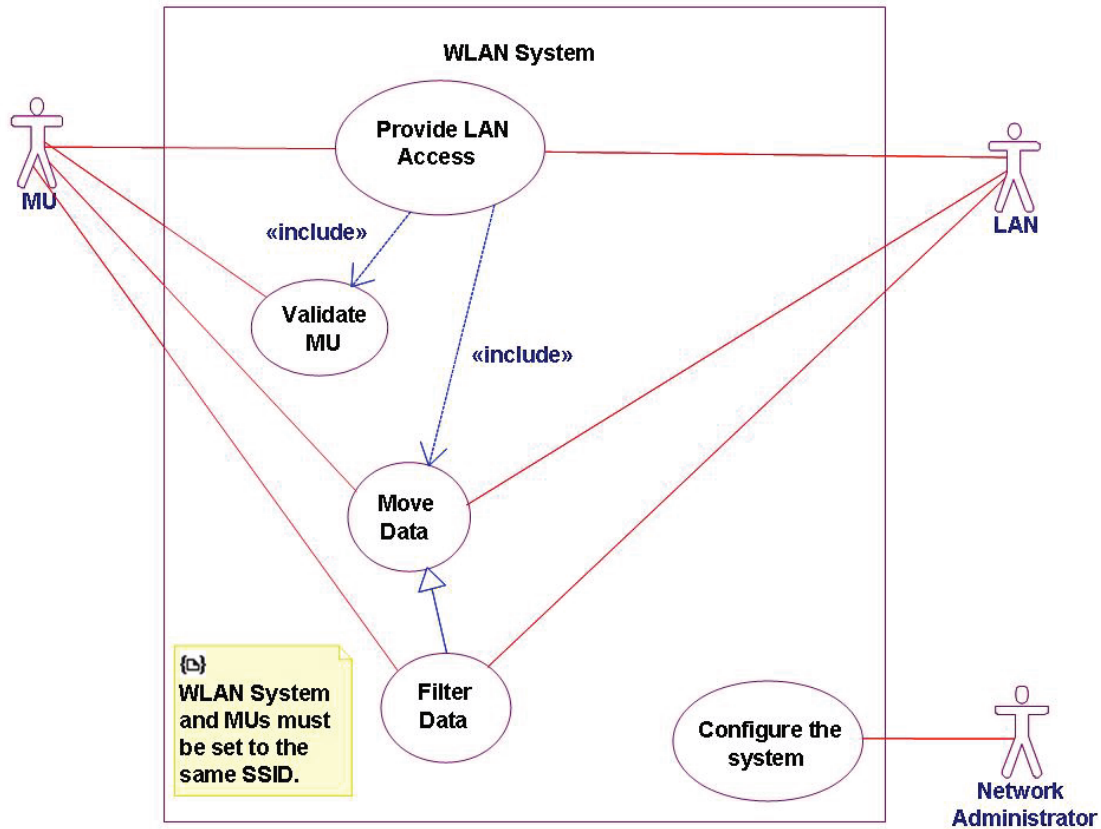 WLAN System
Provide LAN
Access
MU
LAN
«include»
Validate
MU
«include»
Move
Data
WLAN System
and MUs must
be set to the
same SSID.
Filter
Data
Configure the
system
Network
Administrator